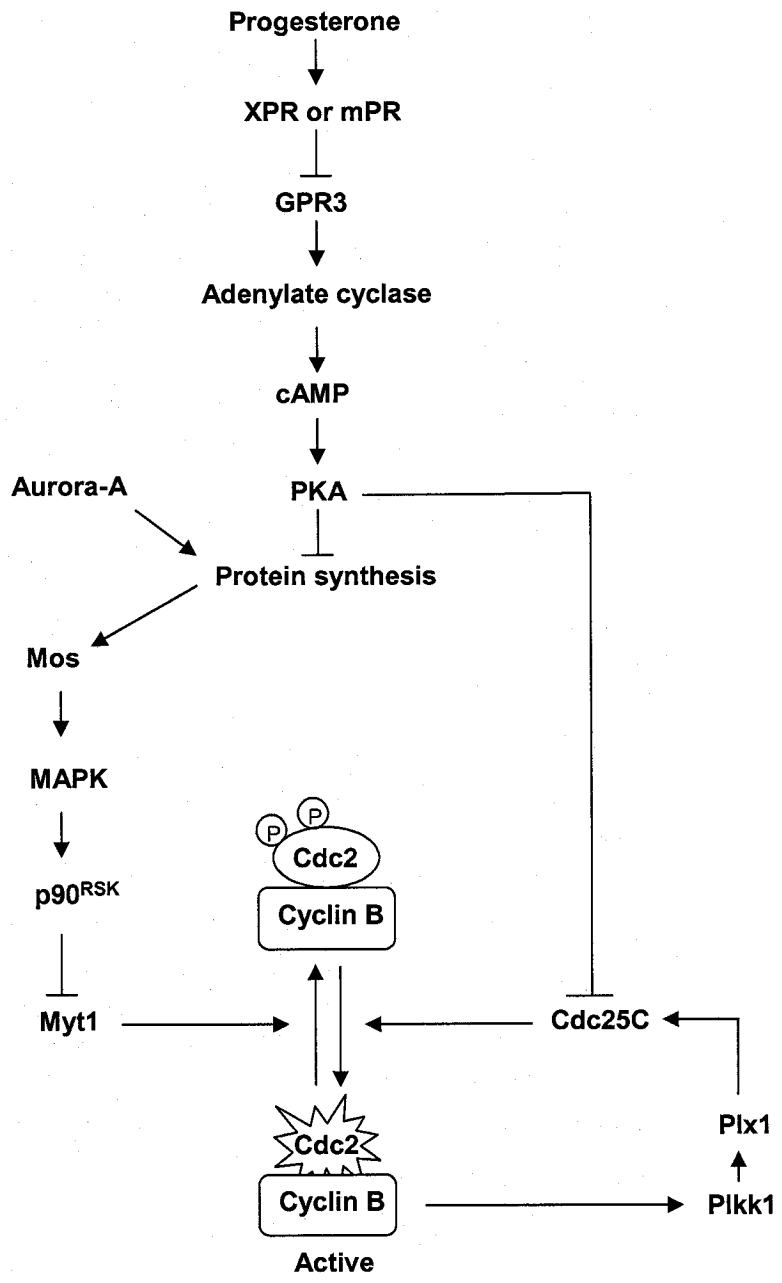 Progesterone
XPR or mPR
GPR3
Adenylate cyclase
cAMP
Aurora-A
PKA
Protein synthesis
Mos
MAPK
p90RSK
P
P
Cdc2
Cyclin B
Myt1
Cdc25C
Cdc2
Cyclin B
Plx1
Plkk1
Active